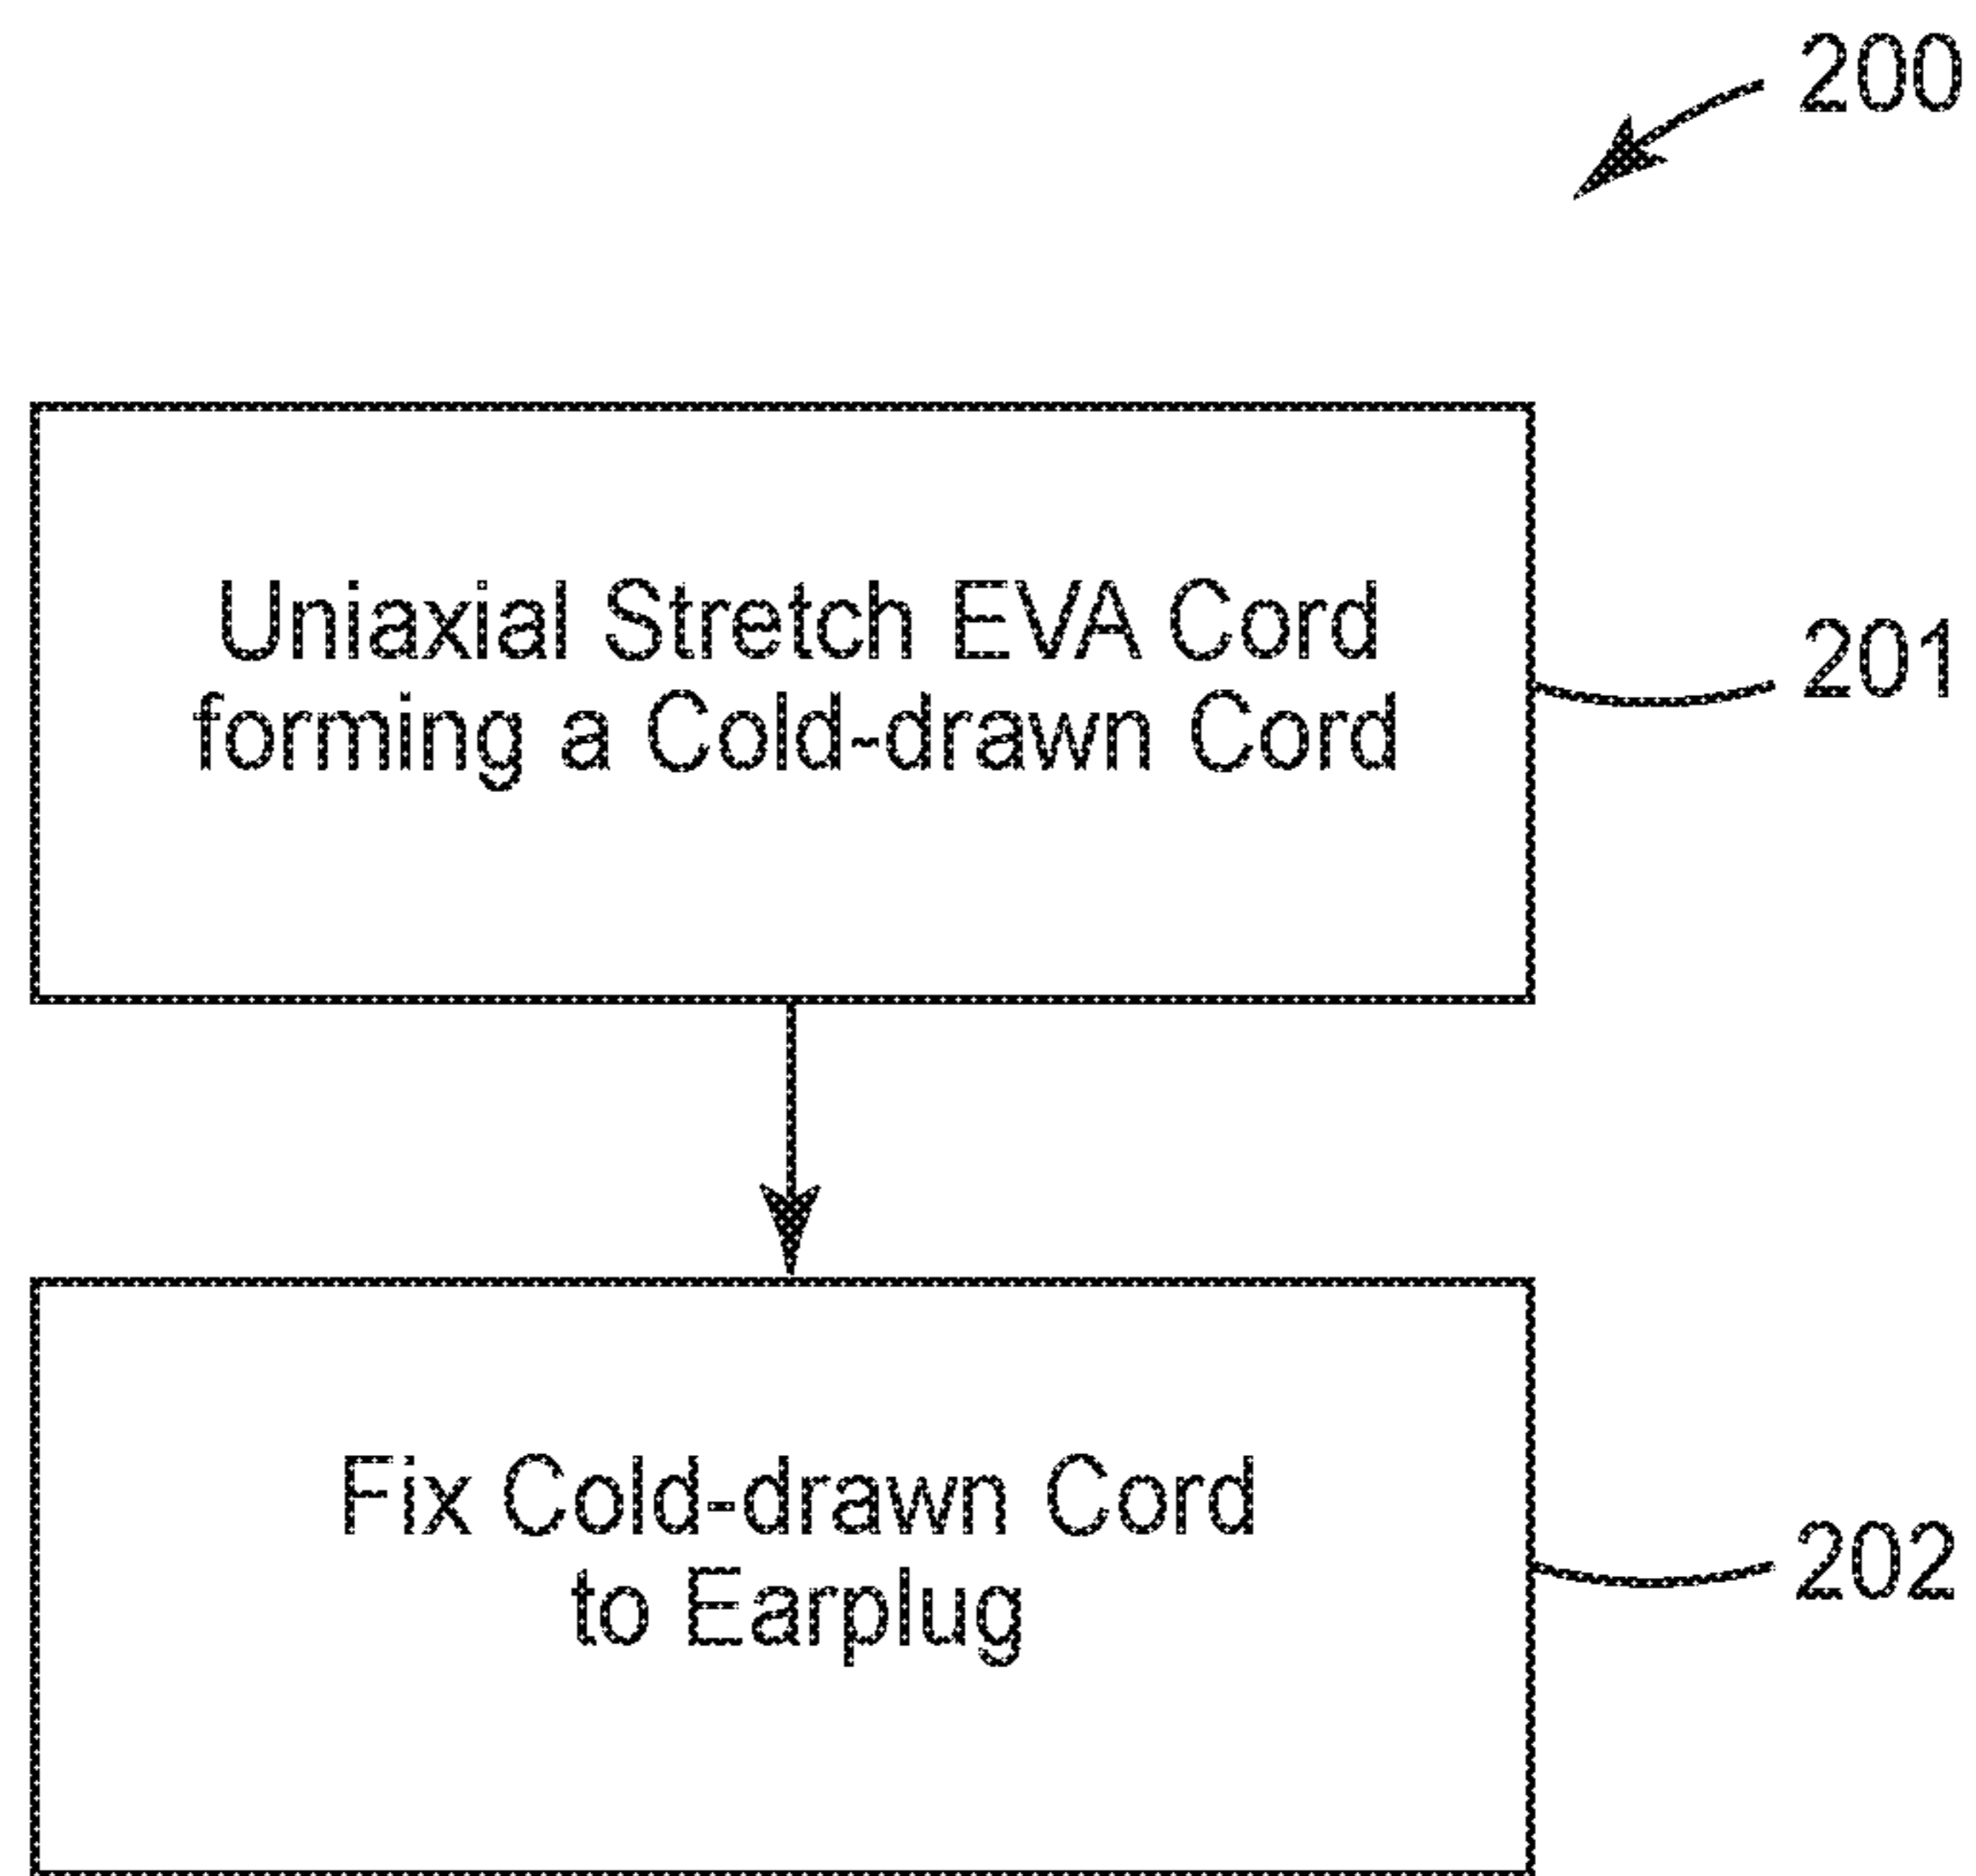 200
Uniaxial Stretch EVA Cord
forming a Cold-drawn Cord
201
Fix Cold-drawn Cord
to Earplug
202